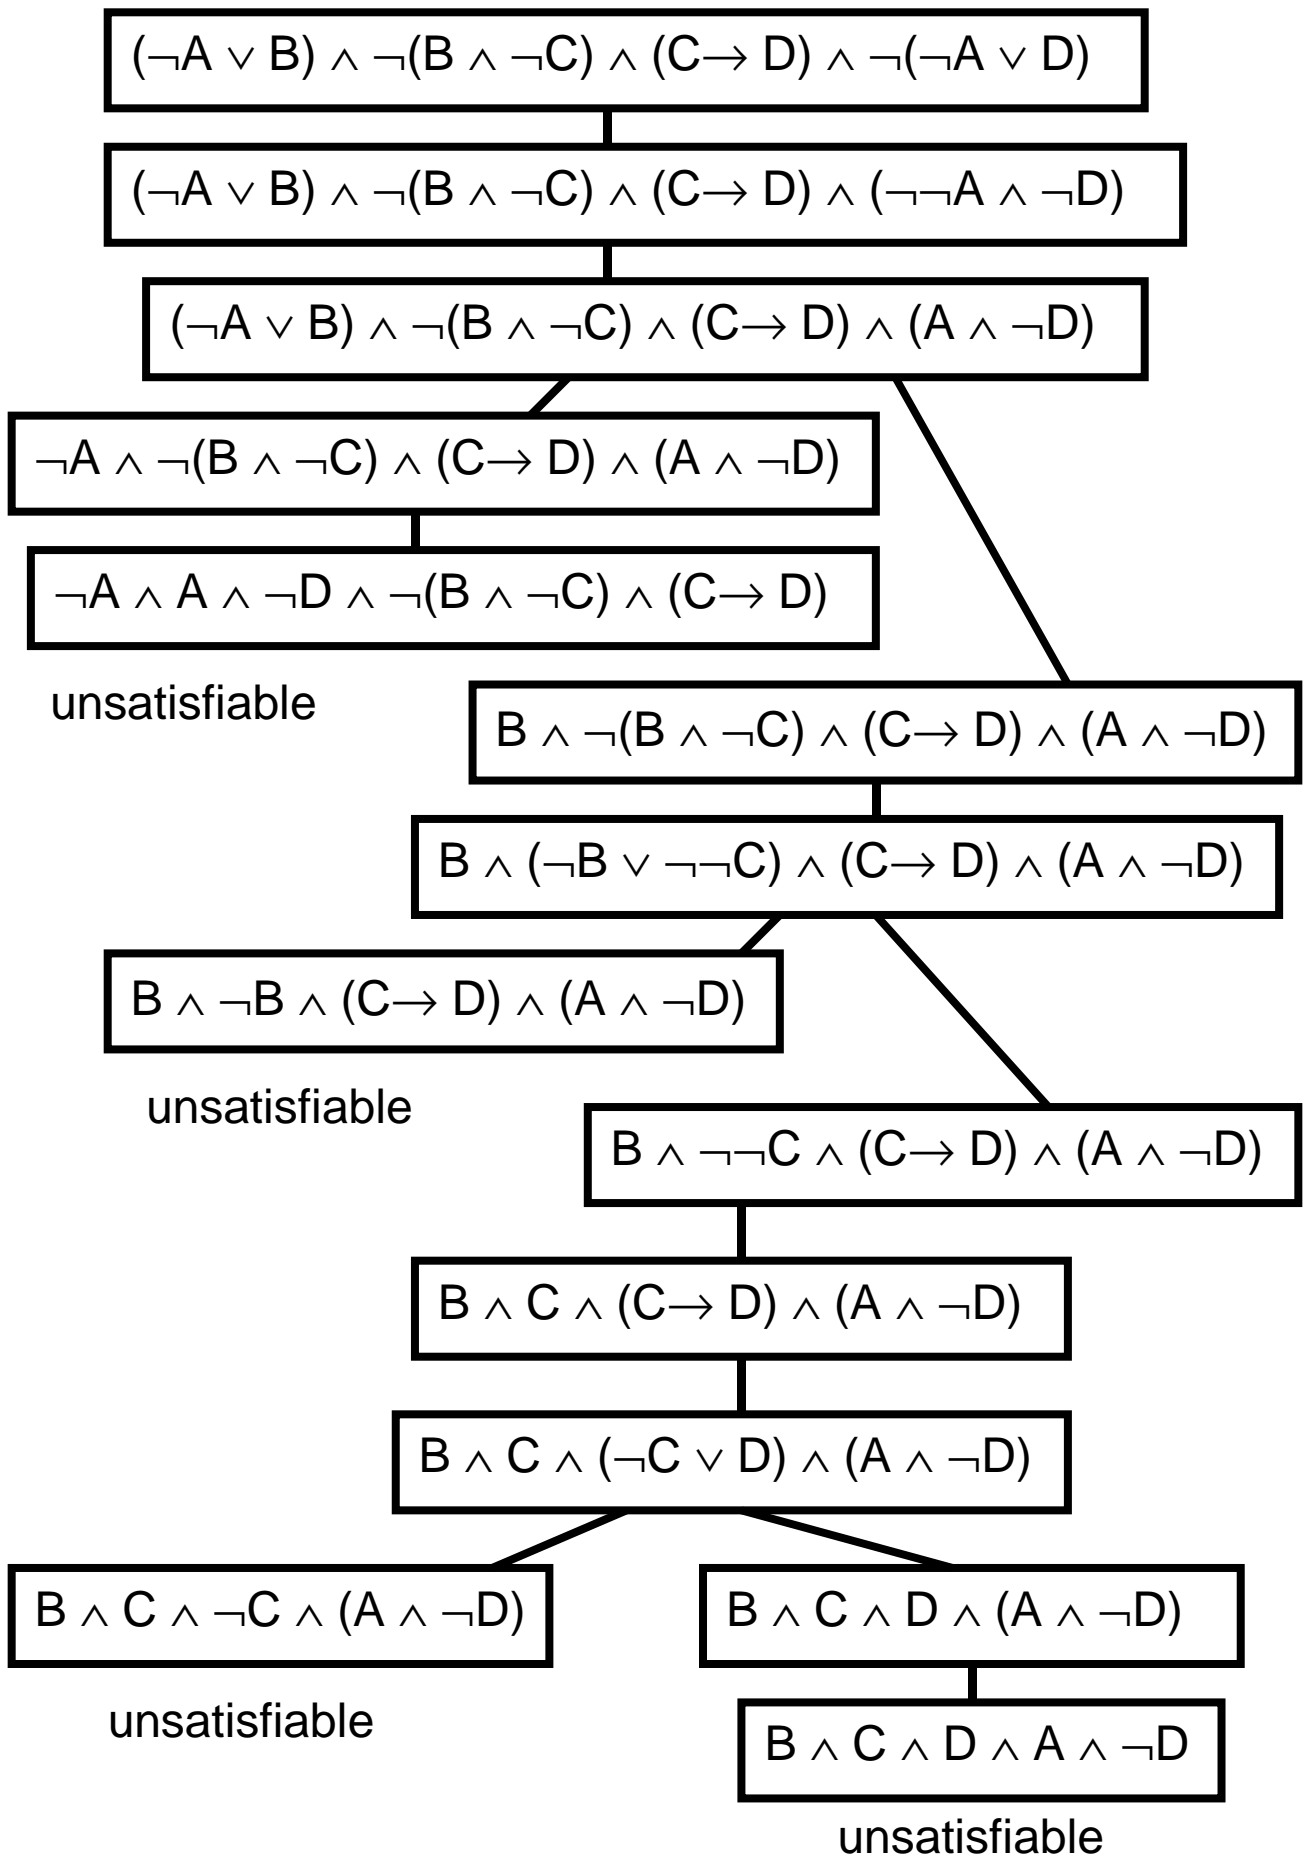 (¬A ∨ B) ∧ ¬(B ∧ ¬C) ∧ (C→ D) ∧ ¬(¬A ∨ D)
(¬A ∨ B) ∧ ¬(B ∧ ¬C) ∧ (C→ D) ∧ (¬¬A ∧ ¬D)
(¬A ∨ B) ∧ ¬(B ∧ ¬C) ∧ (C→ D) ∧ (A ∧ ¬D)
¬A ∧ ¬(B ∧ ¬C) ∧ (C→ D) ∧ (A ∧ ¬D)
¬A ∧ A ∧ ¬D ∧ ¬(B ∧ ¬C) ∧ (C→ D)
unsatisfiable
B ∧ ¬(B ∧ ¬C) ∧ (C→ D) ∧ (A ∧ ¬D)
B ∧ (¬B ∨ ¬¬C) ∧ (C→ D) ∧ (A ∧ ¬D)
B ∧ ¬B ∧ (C→ D) ∧ (A ∧ ¬D)
unsatisfiable
B ∧ ¬¬C ∧ (C→ D) ∧ (A ∧ ¬D)
B ∧ C ∧ (C→ D) ∧ (A ∧ ¬D)
B ∧ C ∧ (¬C ∨ D) ∧ (A ∧ ¬D)
B ∧ C ∧ ¬C ∧ (A ∧ ¬D)
unsatisfiable
B ∧ C ∧ D ∧ (A ∧ ¬D)
B ∧ C ∧ D ∧ A ∧ ¬D
unsatisfiable